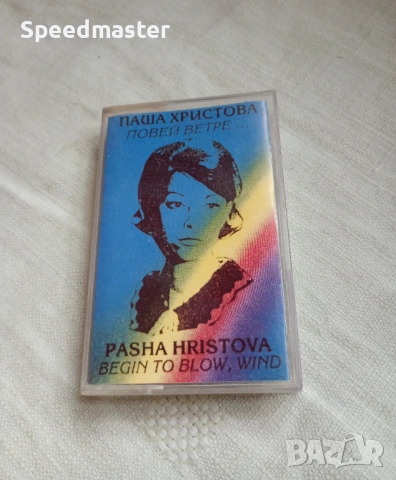 Speedmaster
ПАША ХРИСТОВА
ПОВЕЙ ВЕТРЕ ...
PASHA HRISTOVA
BEGIN TO BLOW, WIND
BAZAR